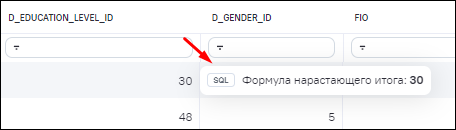 D_EDUCATION_LEVEL_ID D_GENDER_ID FIO
30 SQL Формула нарастающего итога: 30
48 5